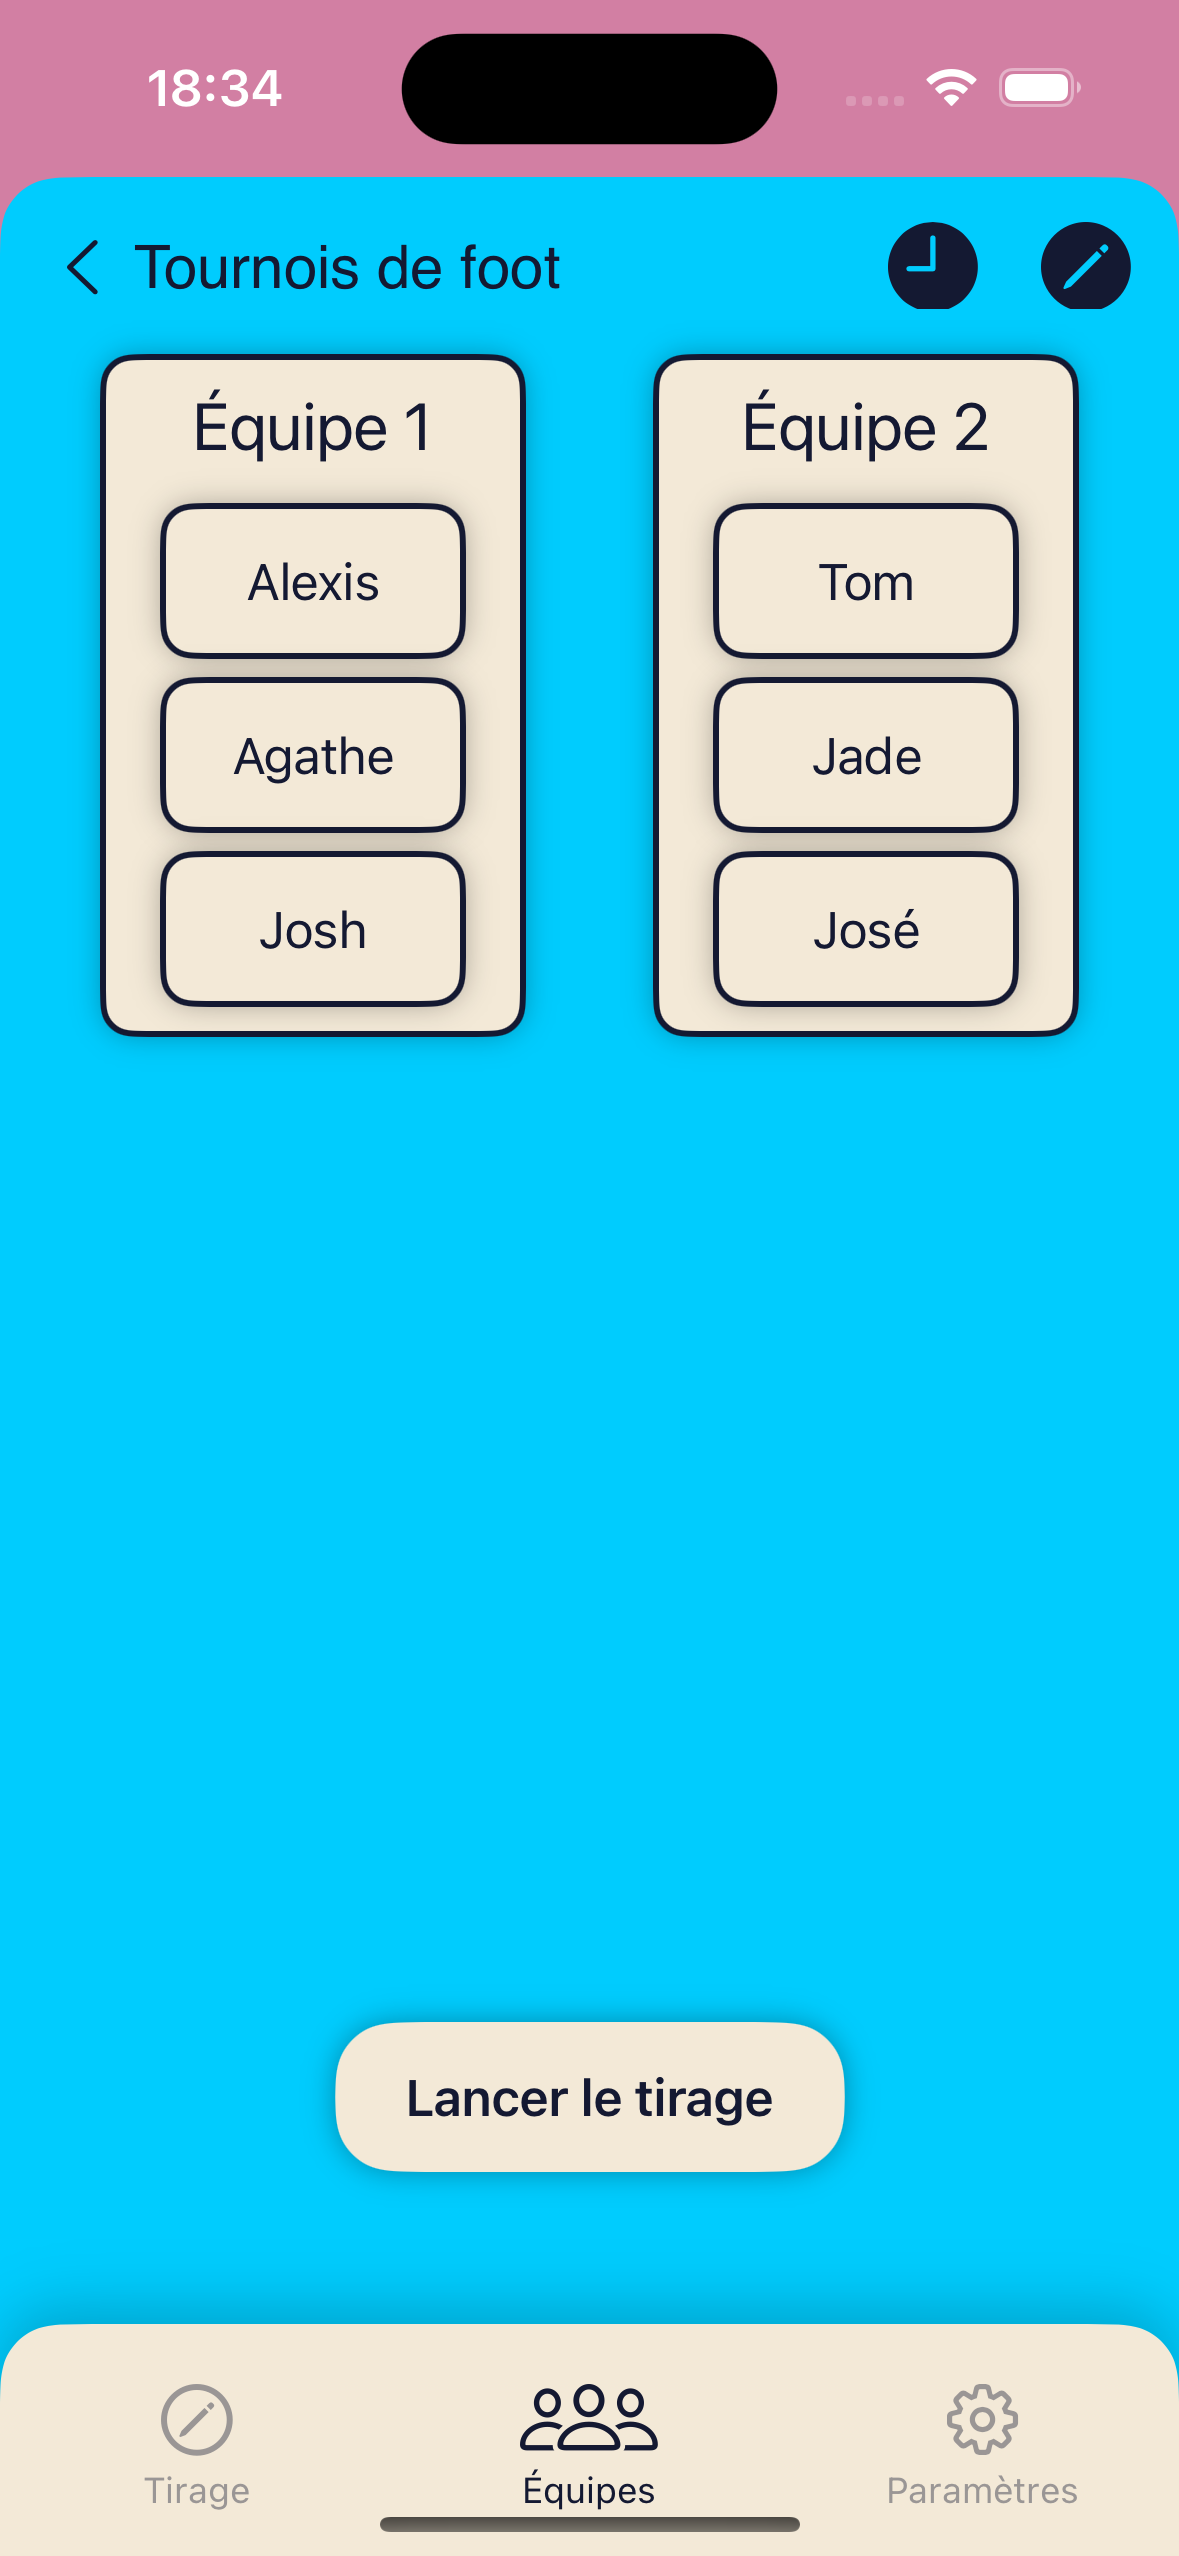 18:34
Tournois de foot
Équipe 1
Alexis
Agathe
Josh
Équipe 2
Tom
Jade
José
Lancer le tirage
Tirage
Équipes
Paramètres